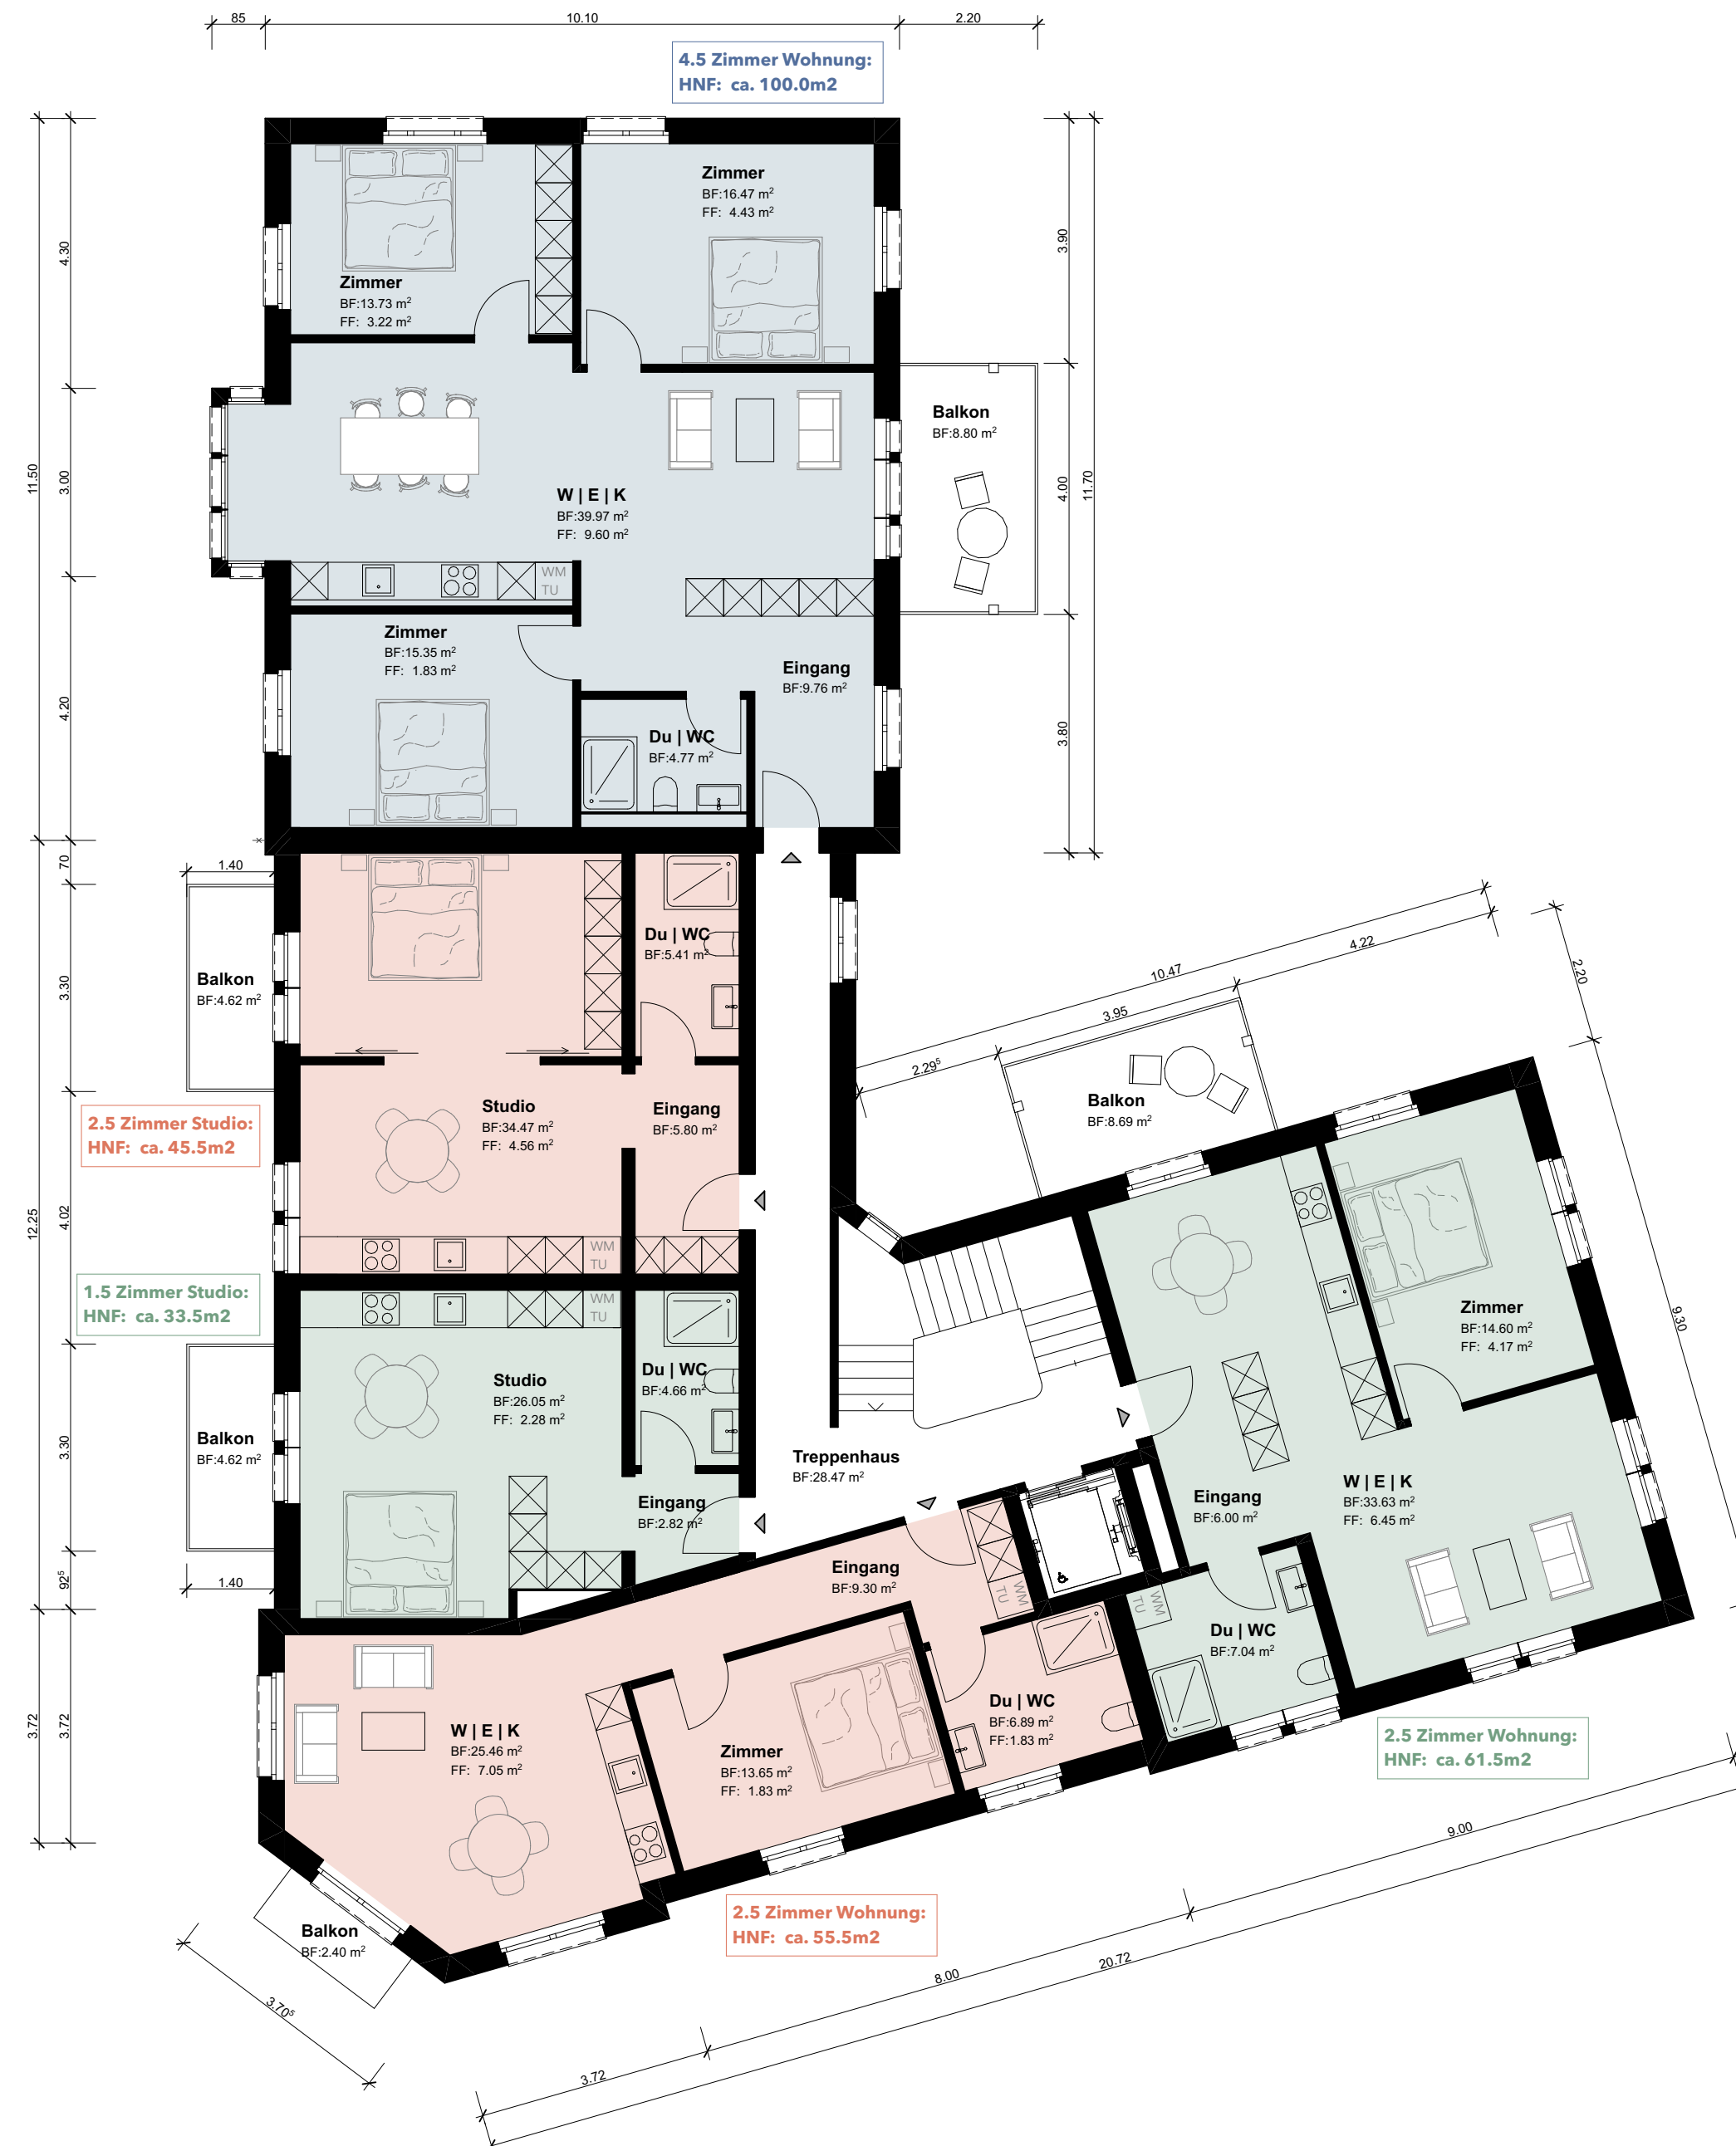 85
10.10
2.20
4.5 Zimmer Wohnung:
HNF: ca. 100.0m2
Zimmer
BF:16.47 m²
FF: 4.43 m²
Zimmer
BF:13.73 m²
FF: 3.22 m²
4.30
3.90
Balkon
BF:8.80 m²
11.50
3.00
4.00
11.70
W | E | K
BF:39.97 m²
FF: 9.60 m²
WM
TU
Zimmer
BF:15.35 m²
FF: 1.83 m²
Eingang
BF:9.76 m²
4.20
3.80
Du | WC
BF:4.77 m²
70
1.40
Du | WC
BF:5.41 m²
Balkon
BF:4.62 m²
3.30
4.22
10.47
3.95
2.29⁵
2.20
Balkon
BF:8.69 m²
2.5 Zimmer Studio:
HNF: ca. 45.5m2
Studio
BF:34.47 m²
FF: 4.56 m²
Eingang
BF:5.80 m²
12.25
4.02
WM
TU
1.5 Zimmer Studio:
HNF: ca. 33.5m2
WM
TU
Zimmer
BF:14.60 m²
FF: 4.17 m²
9.30
Studio
BF:26.05 m²
FF: 2.28 m²
Du | WC
BF:4.66 m²
Balkon
BF:4.62 m²
3.30
Treppenhaus
BF:28.47 m²
Eingang
BF:2.82 m²
Eingang
BF:6.00 m²
W | E | K
BF:33.63 m²
FF: 6.45 m²
92⁵
1.40
Eingang
BF:9.30 m²
WM
TU
WM
TU
Du | WC
BF:7.04 m²
3.72
3.72
W | E | K
BF:25.46 m²
FF: 7.05 m²
Zimmer
BF:13.65 m²
FF: 1.83 m²
Du | WC
BF:6.89 m²
FF:1.83 m²
2.5 Zimmer Wohnung:
HNF: ca. 61.5m2
9.00
2.5 Zimmer Wohnung:
HNF: ca. 55.5m2
Balkon
BF:2.40 m²
3.70⁵
8.00
20.72
3.72